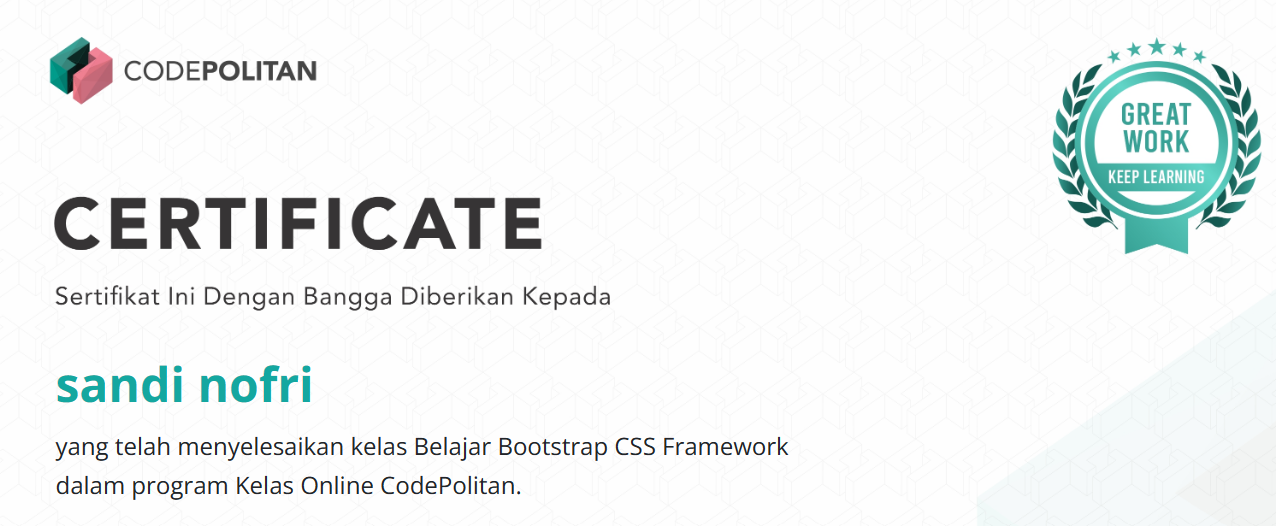 CODEPOLITAN
GREAT
WORK
KEEP LEARNING
CERTIFICATE
Sertifikat Ini Dengan Bangga Diberikan Kepada
sandi nofri
yang telah menyelesaikan kelas Belajar Bootstrap CSS Framework
dalam program Kelas Online CodePolitan.